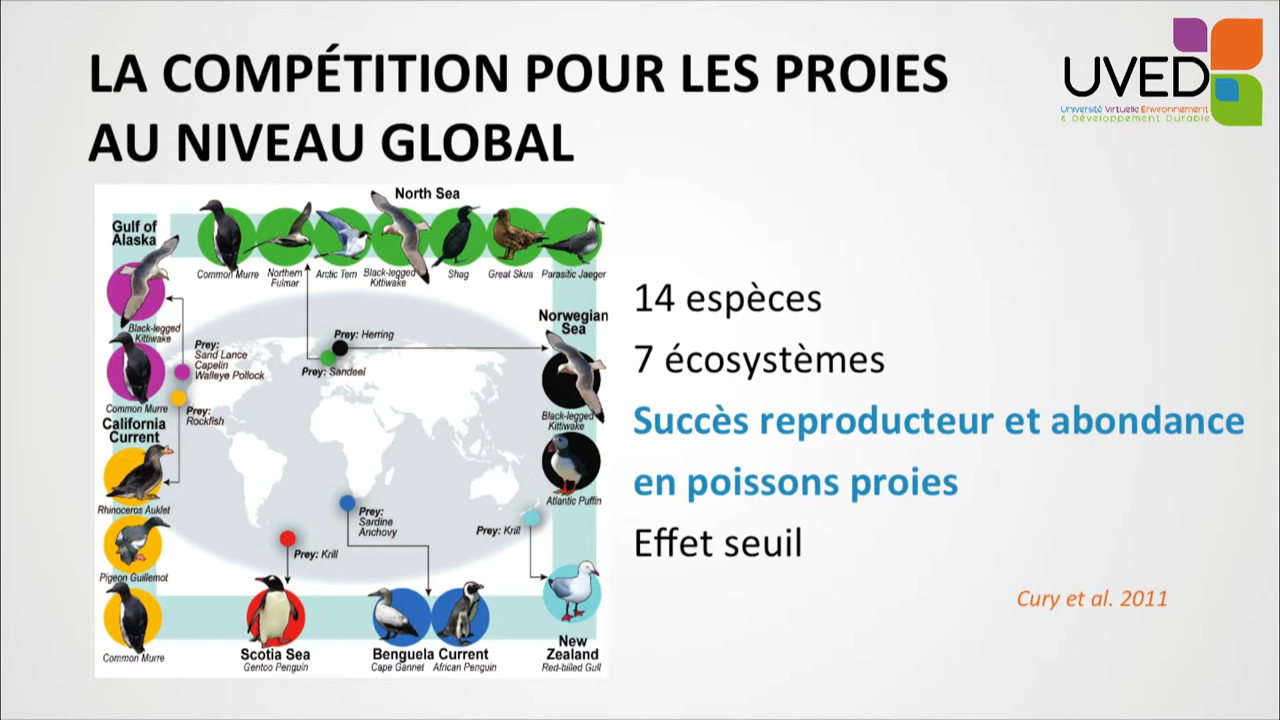 LA COMPÉTITION POUR LES PROIES
AU NIVEAU GLOBAL
UVED
Université Virtuelle Environnement
& Développement Durable
North Sea
Gulf of
Alaska
Common Murre
Northern
Fulmar
Arctic Tern
Black-legged
Kittiwake
Shag
Great Skua
Parasitic Jaeger
Black-legged
Kittiwake
Common Murre
Prey:
Sand Lance
Capelin
Walleye Pollock
Prey: Herring
Prey: Sandeel
Norwegian
Sea
Black-legged
Kittiwake
Atlantic Puffin
California
Current
Prey:
Rockfish
Rhinoceros Auklet
Pigeon Guillemot
Common Murre
Prey: Krill
Scotia Sea
Gentoo Penguin
Prey:
Sardine
Anchovy
Benguela Current
Cape Gannet
African Penguin
Prey: Krill
New
Zealand
Red-billed Gull
14 espèces
7 écosystèmes
Succès reproducteur et abondance
en poissons proies
Effet seuil
Cury et al. 2011